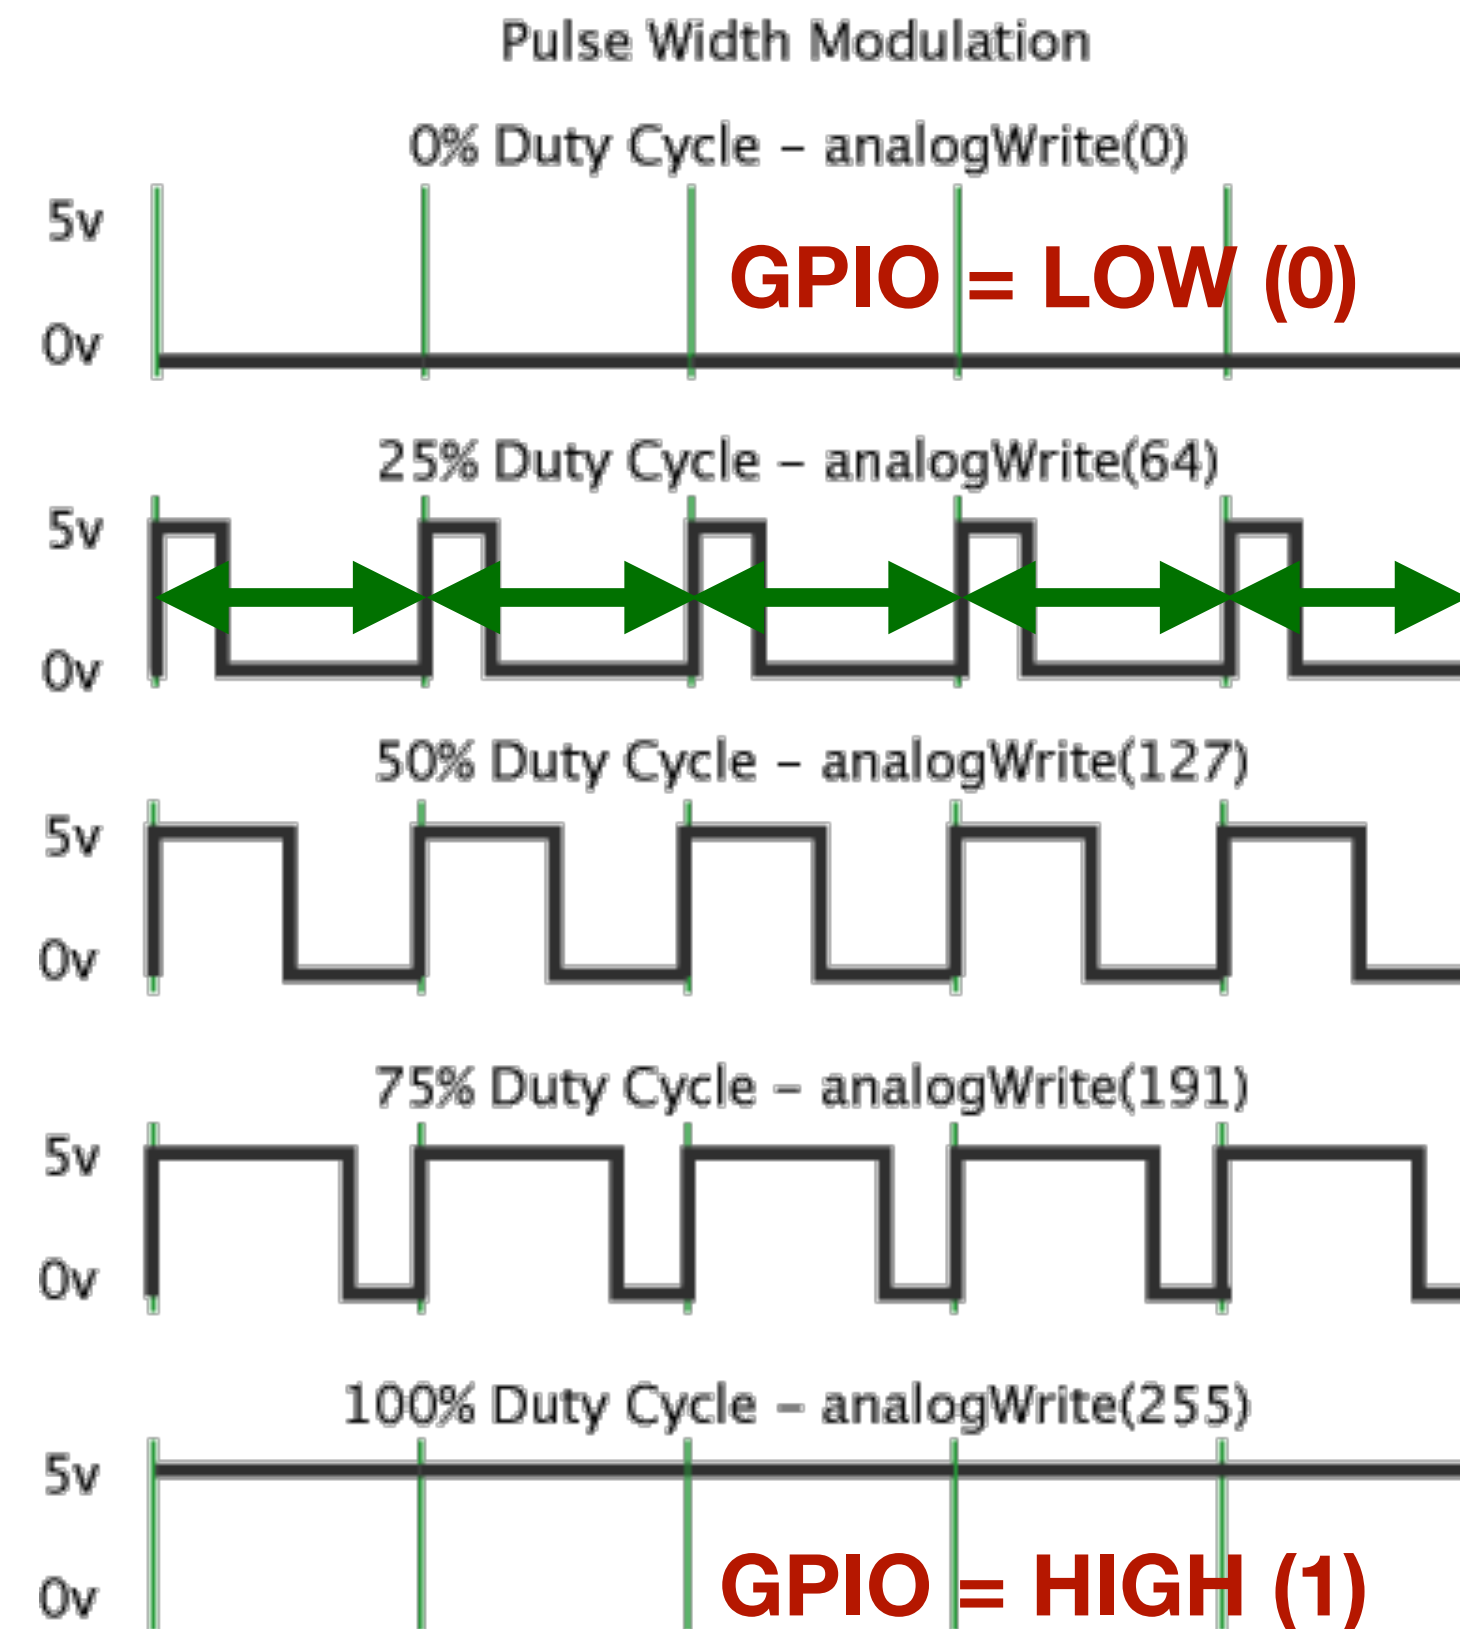 Pulse Width Modulation
0% Duty Cycle – analogWrite(0)
5v
GPIO = LOW (0)
0v
25% Duty Cycle – analogWrite(64)
5v
0v
50% Duty Cycle – analogWrite(127)
5v
0v
75% Duty Cycle – analogWrite(191)
5v
0v
100% Duty Cycle – analogWrite(255)
5v
GPIO = HIGH (1)
0v